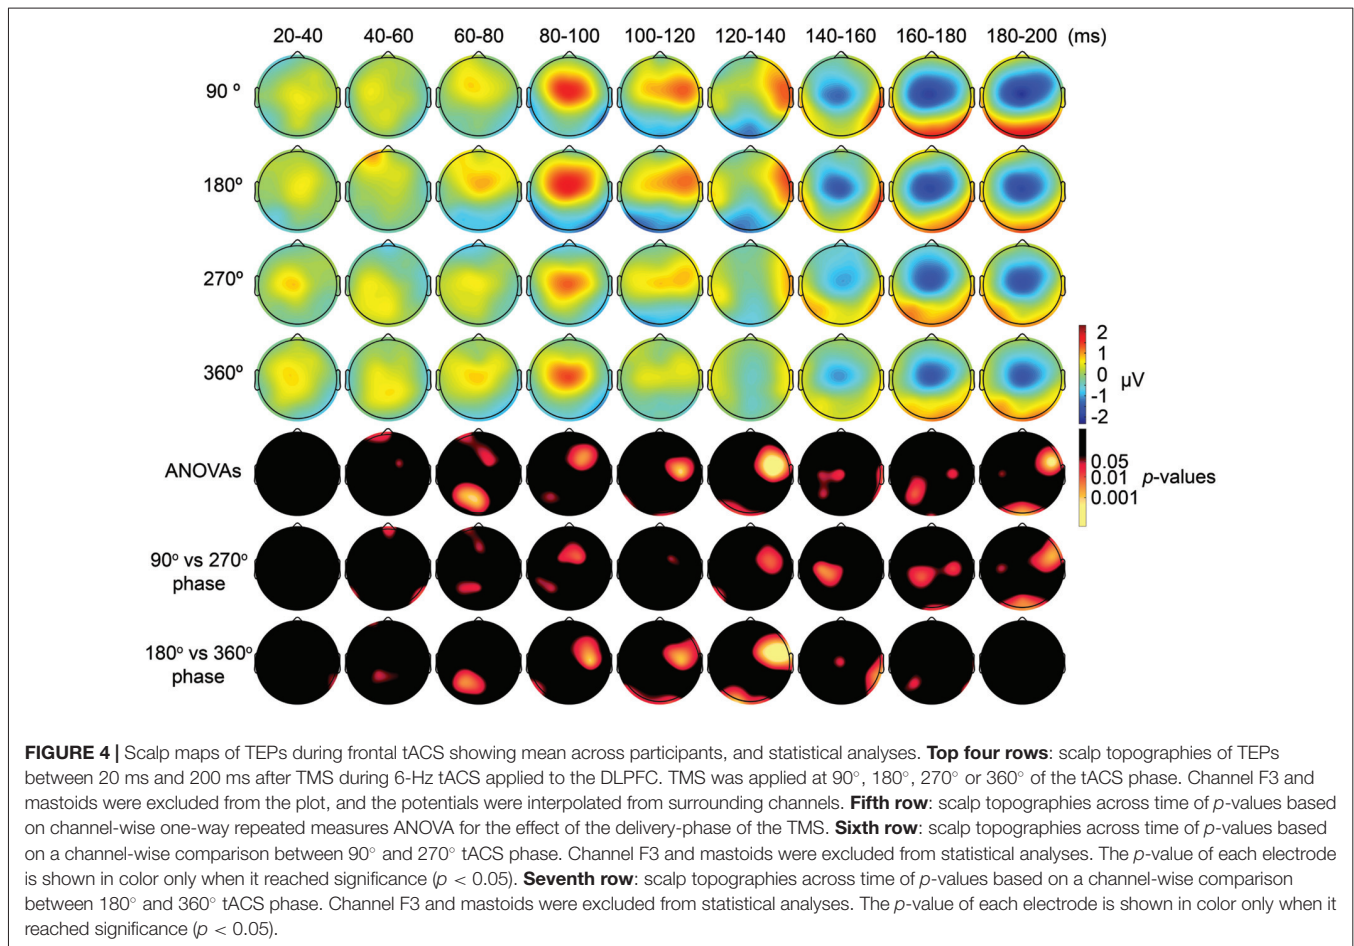 20-40 40-60 60-80 80-100 100-120 120-140 140-160 160-180 180-200 (ms)
90 º
180º
270º
360º
2
1
0
-1
-2
µV
ANOVAs
0.05
0.01
0.001
p-values
90º vs 270º
phase
180º vs 360º
phase
FIGURE 4 | Scalp maps of TEPs during frontal tACS showing mean across participants, and statistical analyses. Top four rows: scalp topographies of TEPs
between 20 ms and 200 ms after TMS during 6-Hz tACS applied to the DLPFC. TMS was applied at 90°, 180°, 270° or 360° of the tACS phase. Channel F3 and
mastoids were excluded from the plot, and the potentials were interpolated from surrounding channels. Fifth row: scalp topographies across time of p-values based
on channel-wise one-way repeated measures ANOVA for the effect of the delivery-phase of the TMS. Sixth row: scalp topographies across time of p-values based
on a channel-wise comparison between 90° and 270° tACS phase. Channel F3 and mastoids were excluded from statistical analyses. The p-value of each electrode
is shown in color only when it reached significance (p < 0.05). Seventh row: scalp topographies across time of p-values based on a channel-wise comparison
between 180° and 360° tACS phase. Channel F3 and mastoids were excluded from statistical analyses. The p-value of each electrode is shown in color only when it
reached significance (p < 0.05).